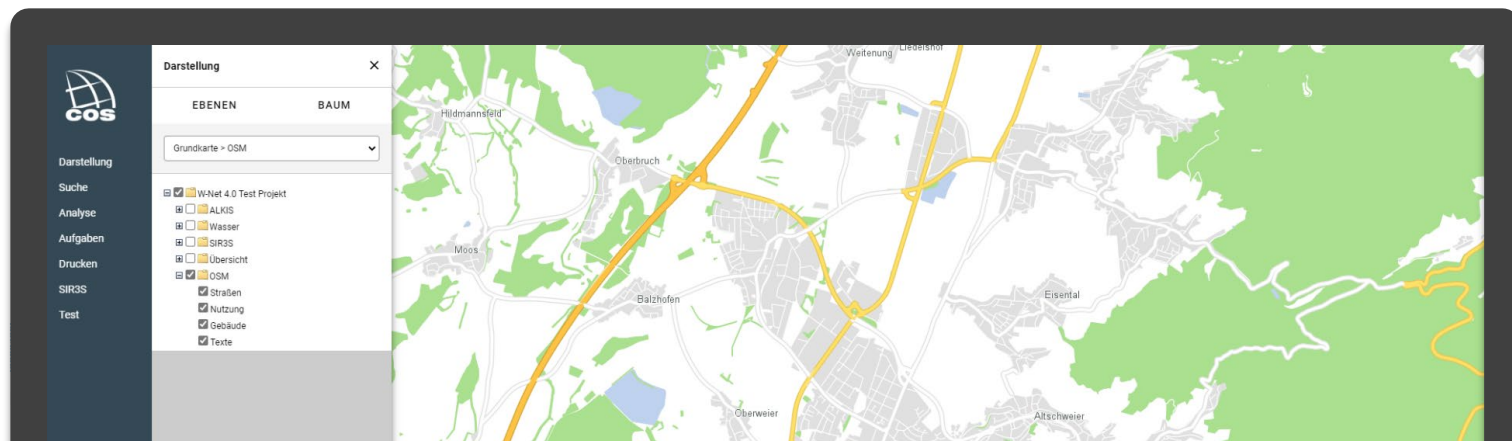 COS
Darstellung
Suche
Analyse
Aufgaben
Drucken
SIR3S
Test
Darstellung
EBENEN BAUM
Grundkarte > OSM
W-Net 4.0 Test Projekt
ALKIS
Wasser
SIR3S
Übersicht
OSM
Straßen
Nutzung
Gebäude
Texte
Weitenung
Liedelshof
Hildmannsfeld
Oberbruch
Moos
Balzhofen
Eisental
Oberweier
Altschweier